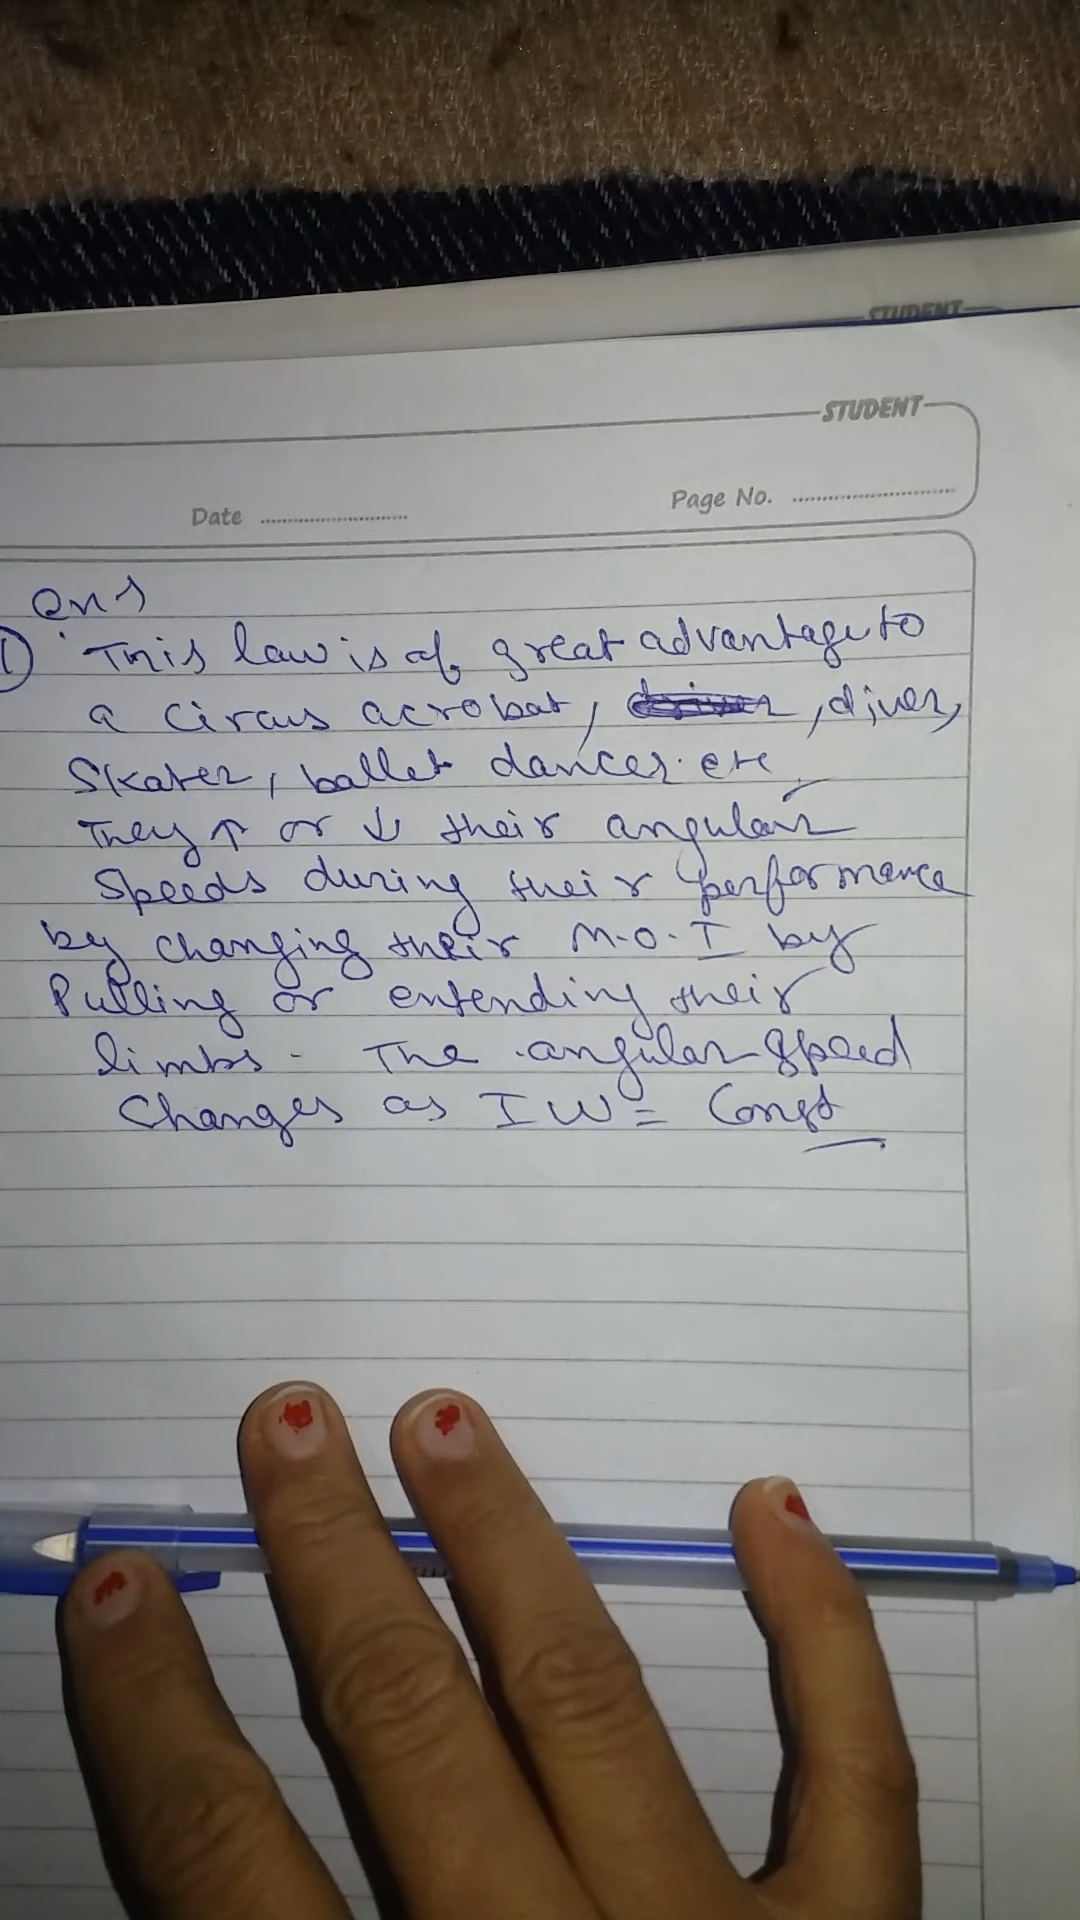 STUDENT
STUDENT
Date
Page No.
Ans
① This law is of great advantage to
a circus acrobat, , diver,
Skater, ballet dancer etc
They ↑ or ↓ their angular
Speeds during their performance
by changing their M.O.I by
Pulling or extending their
limbs. The angular speed
Changes as I W = Const